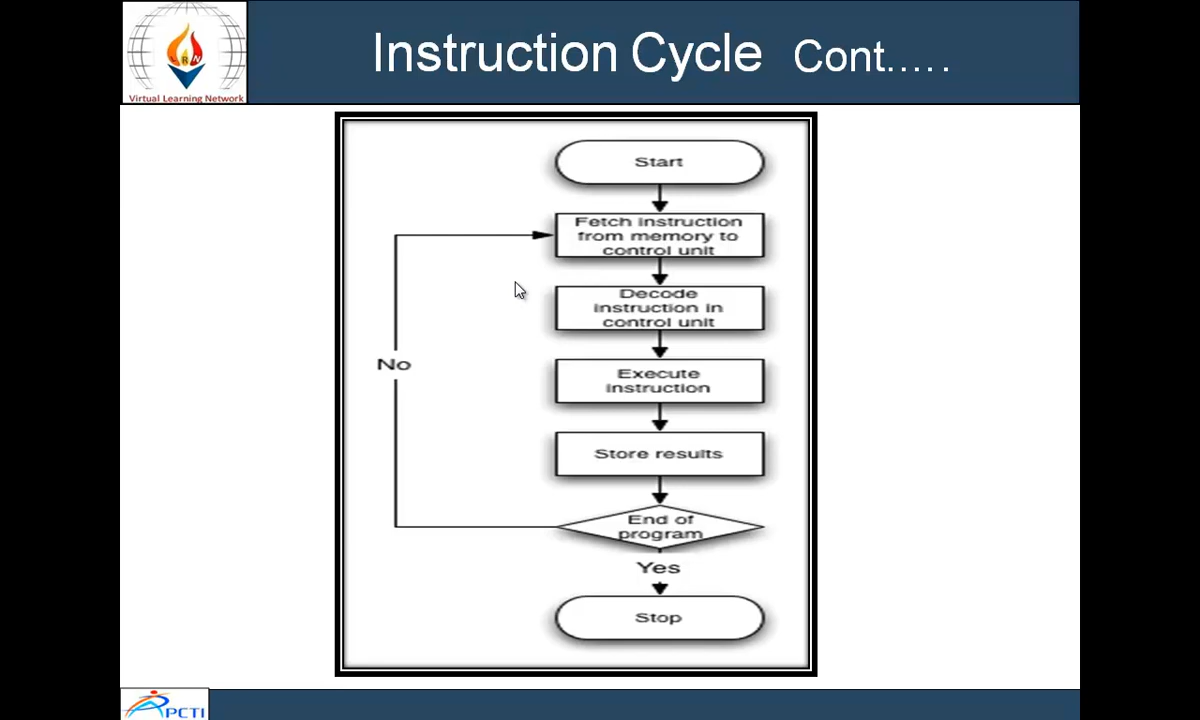 Instruction Cycle Cont.....
LRN
Virtual Learning Network
Start
Fetch instruction
from memory to
control unit
Decode
instruction in
control unit
No
Execute
instruction
Store results
End of
program
Yes
Stop
PCTI